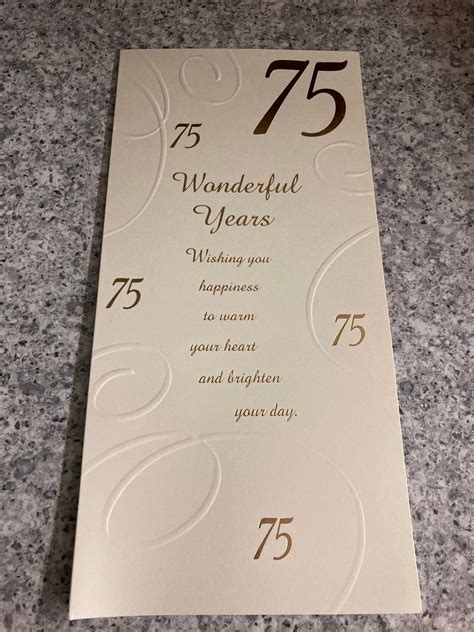 75
75
Wonderful
Years
Wishing you
happiness
75
to warm
75
your heart
and brighten
your day.
75